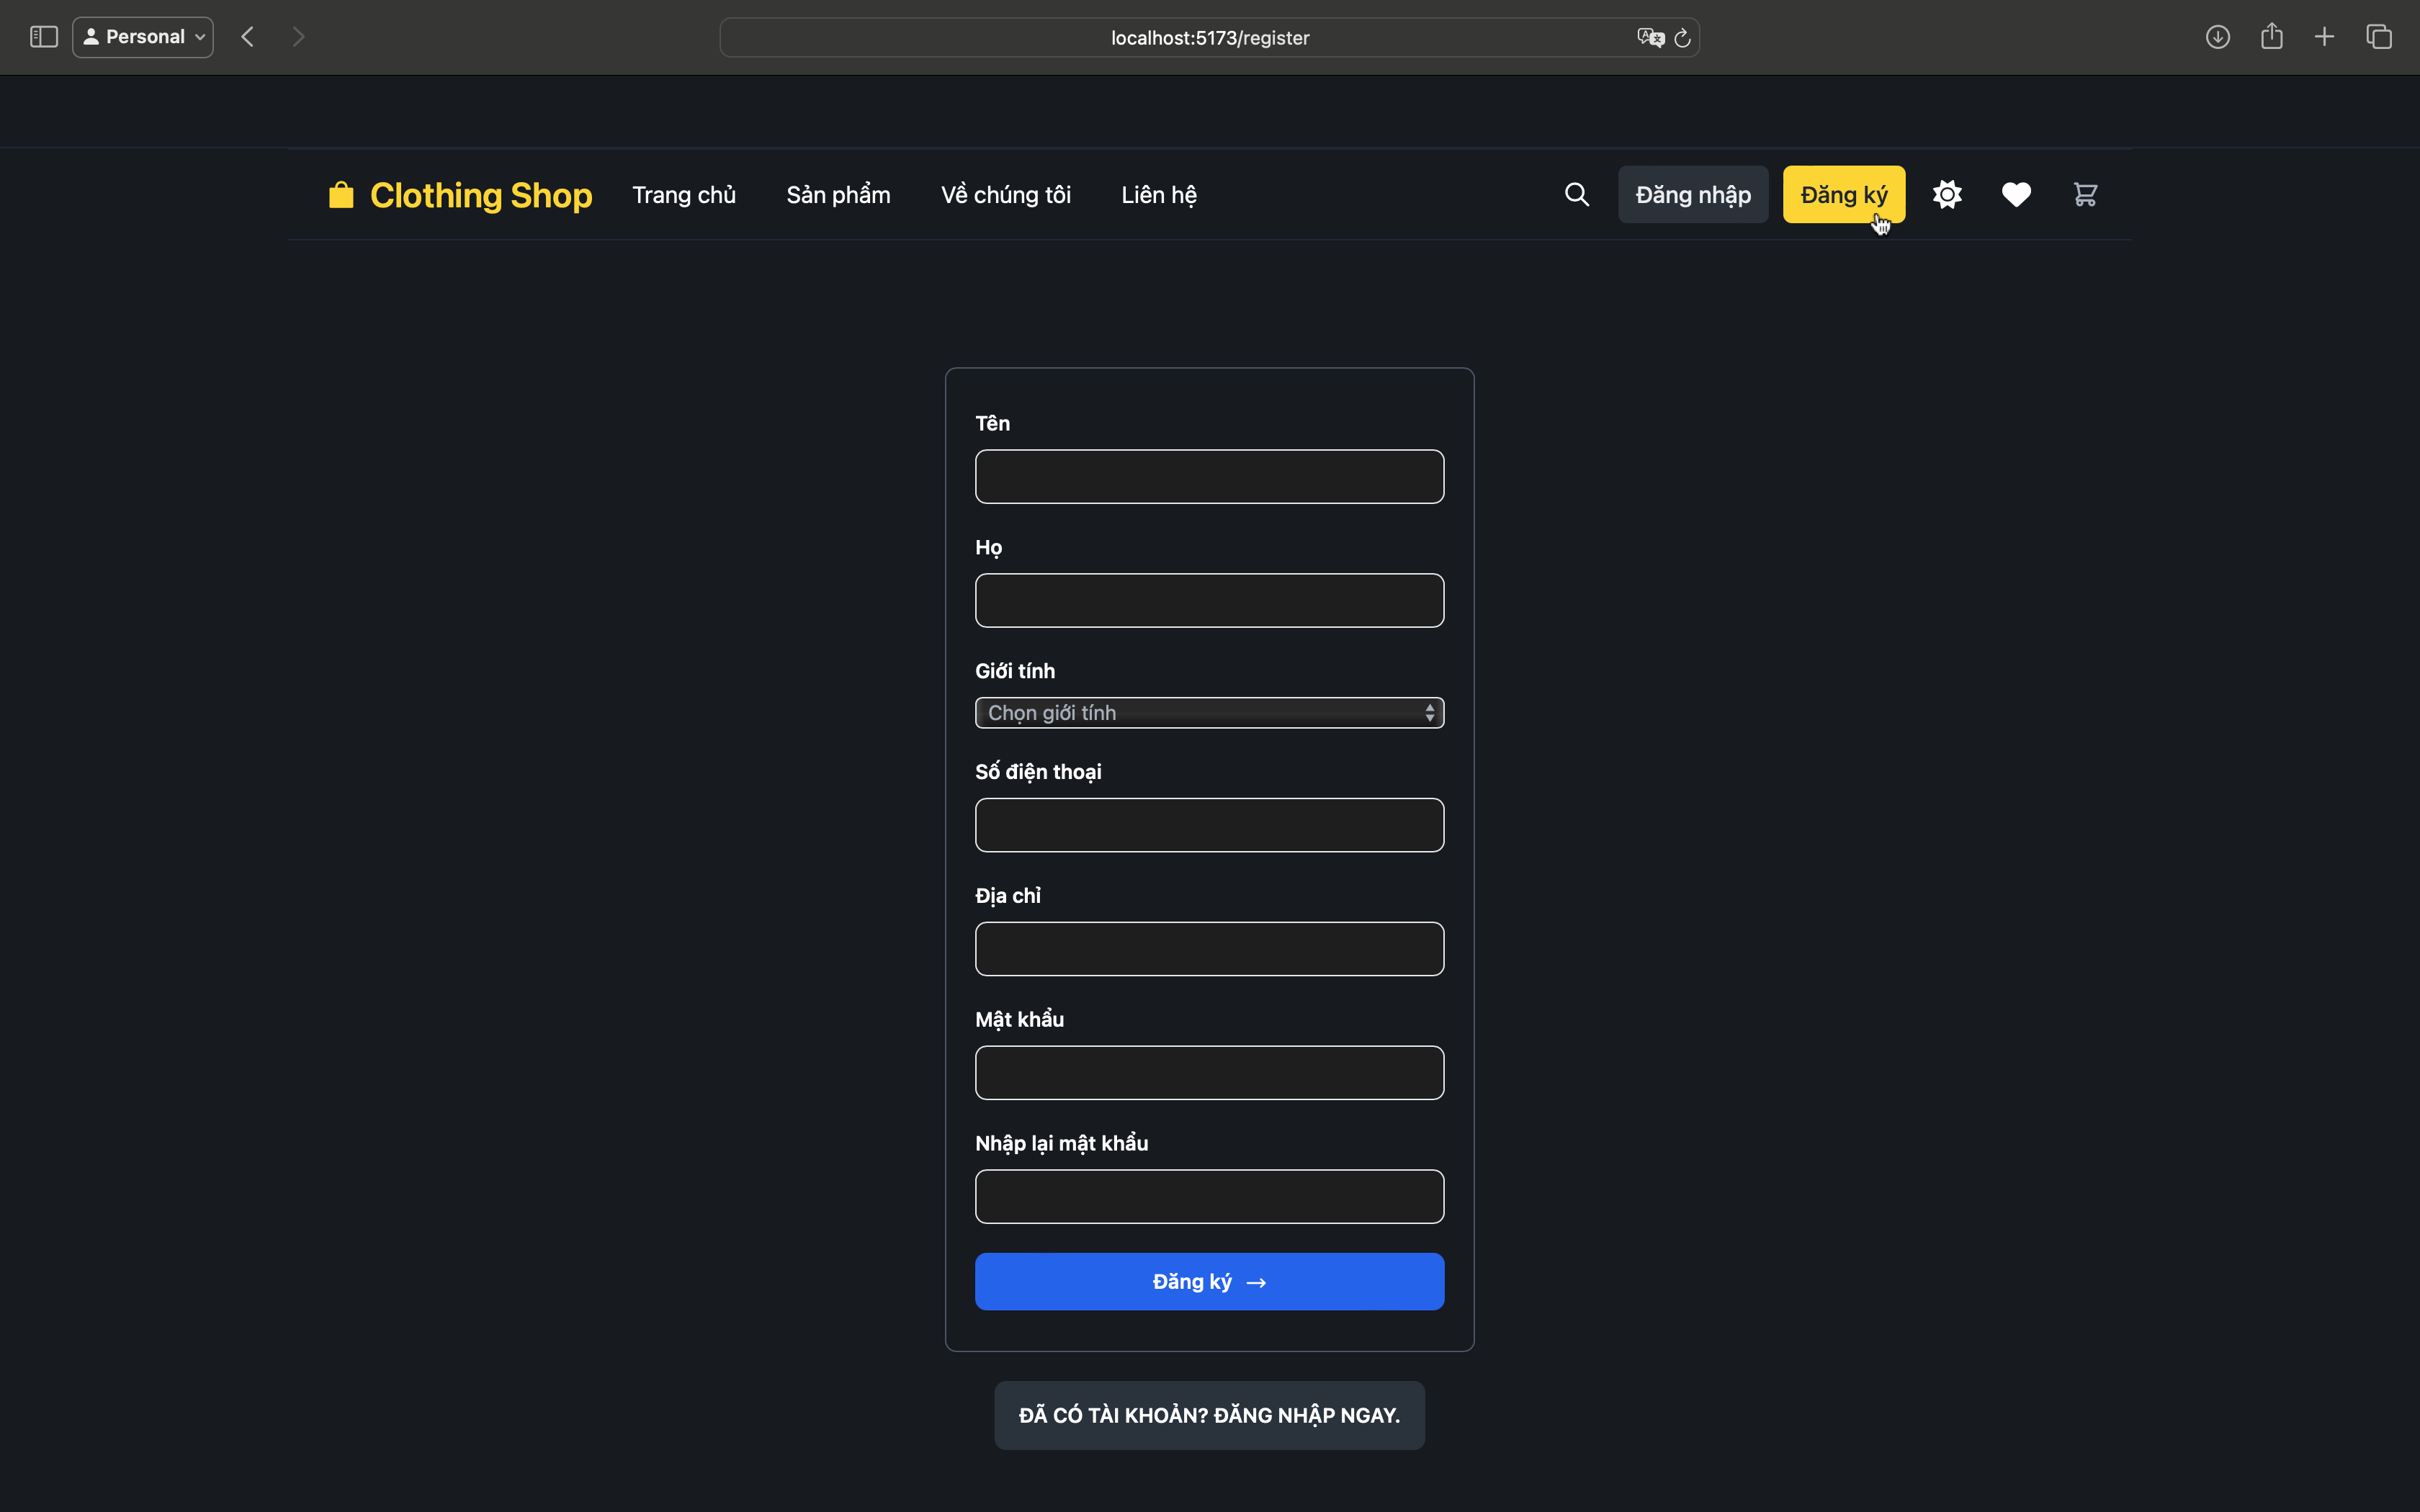 Personal
localhost:5173/register
Clothing Shop
Trang chủ
Sản phẩm
Về chúng tôi
Liên hệ
Đăng nhập
Đăng ký
Tên
Họ
Giới tính
Chọn giới tính
Số điện thoại
Địa chỉ
Mật khẩu
Nhập lại mật khẩu
Đăng ký →
ĐÃ CÓ TÀI KHOẢN? ĐĂNG NHẬP NGAY.